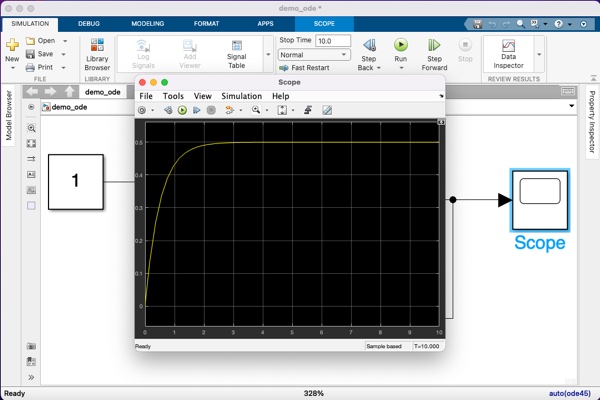 demo_ode *
SIMULATION DEBUG MODELING FORMAT APPS SCOPE
New
Open
Save
Print
FILE
Library Browser
LIBRARY
Log Signals
Add Viewer
Signal Table
Stop Time 10.0
Normal
Fast Restart
Step Back
Run
Step Forward
Stop
Data Inspector
REVIEW RESULTS
demo_ode
demo_ode
Model Browser
Property Inspector
1
Scope
Scope
File Tools View Simulation Help
0.5
0.4
0.3
0.2
0.1
0
0 1 2 3 4 5 6 7 8 9 10
Ready Sample based T=10.000
Ready 328% auto(ode45)